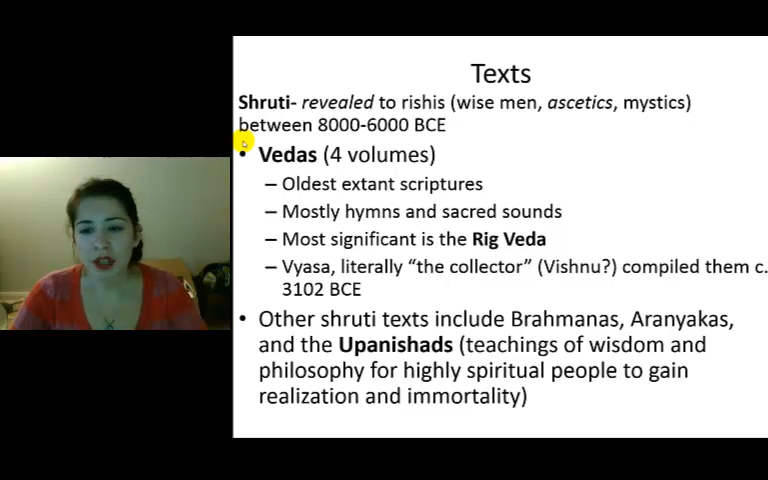 Texts
Shruti- revealed to rishis (wise men, ascetics, mystics)
between 8000-6000 BCE
• Vedas (4 volumes)
– Oldest extant scriptures
– Mostly hymns and sacred sounds
– Most significant is the Rig Veda
– Vyasa, literally “the collector” (Vishnu?) compiled them c.
3102 BCE
• Other shruti texts include Brahmanas, Aranyakas,
and the Upanishads (teachings of wisdom and
philosophy for highly spiritual people to gain
realization and immortality)